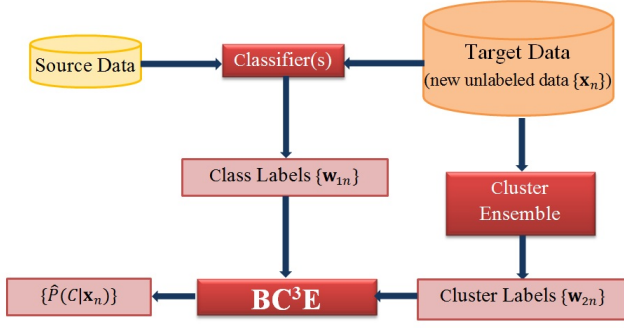 Source Data
Classifier(s)
Target Data
(new unlabeled data {𝐱ₙ})
Class Labels {𝐰₁ₙ}
Cluster
Ensemble
{P̂(C|𝐱ₙ)}
BC³E
Cluster Labels {𝐰₂ₙ}